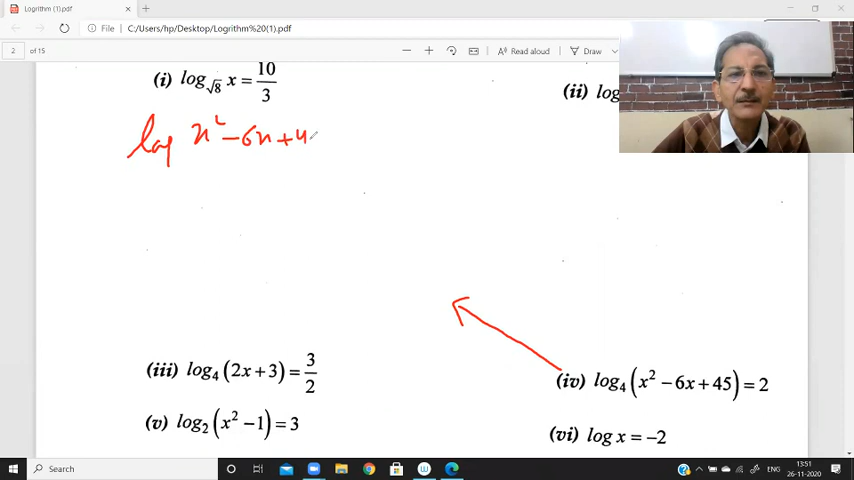 Logrithm (1).pdf
File | C:/Users/hp/Desktop/Logrithm%20(1).pdf
2 of 15
Read aloud
Draw
(i) log√8 x = 10/3
(ii) log
log x² – 6x + 4
(iii) log₄ (2x + 3) = 3/2
(iv) log₄ (x² – 6x + 45) = 2
(v) log₂ (x² – 1) = 3
(vi) log x = –2
Search
ENG
13:51
26-11-2020